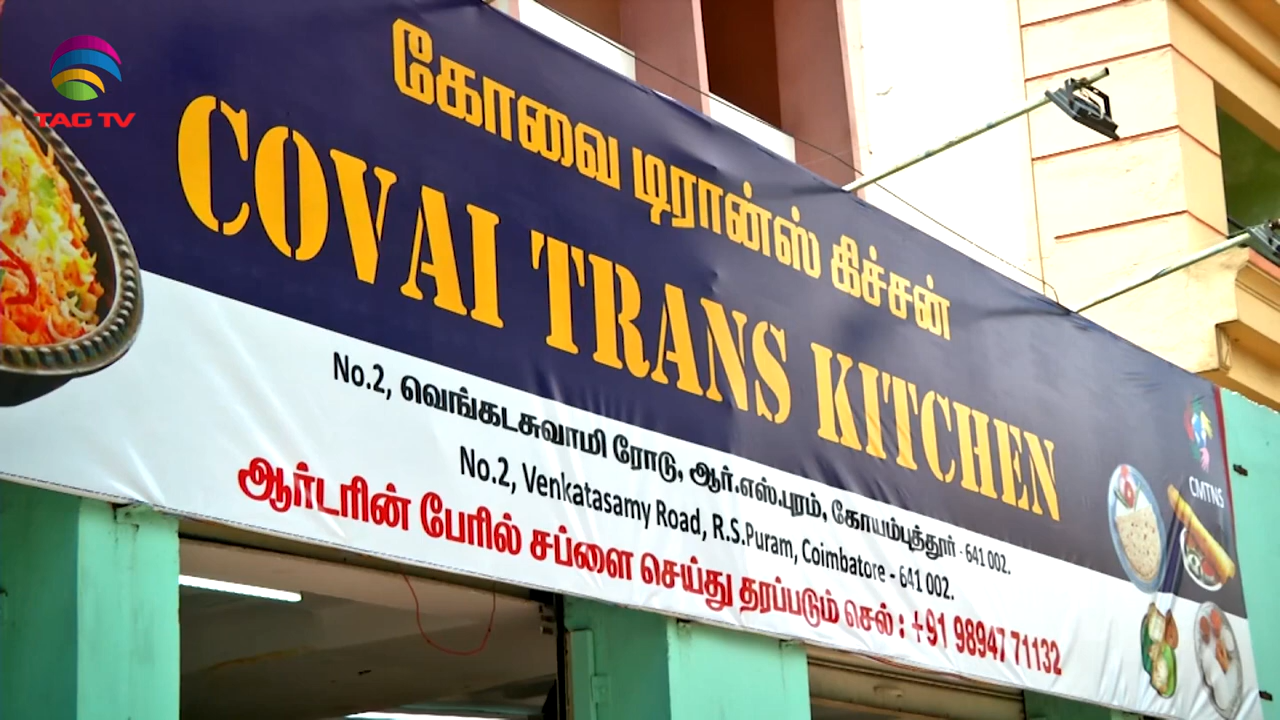 TAG TV
கோவை டிரான்ஸ் கிச்சன்
COVAI TRANS KITCHEN
No.2, வெங்கடசுவாமி ரோடு, ஆர்.எஸ்.புரம், கோயம்புத்தூர் - 641 002.
No.2, Venkatasamy Road, R.S.Puram, Coimbatore - 641 002.
ஆர்டரின் பேரில் சப்ளை செய்து தரப்படும் செல் : +91 98947 71132
CMTNS